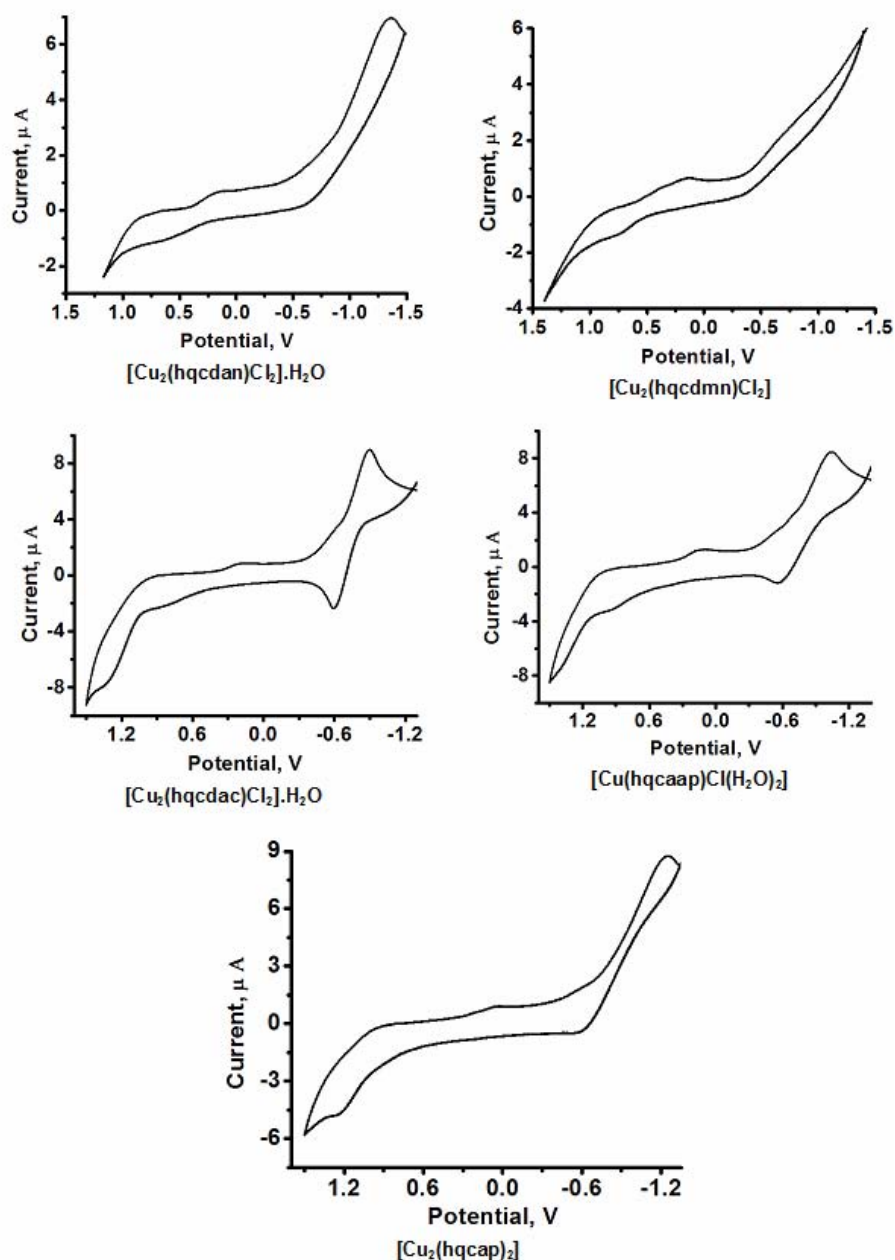 Current, μ A
6
4
2
0
-2
1.5 1.0 0.5 0.0 -0.5 -1.0 -1.5
Potential, V
[Cu₂(hqcdan)Cl₂].H₂O
Current, μ A
6
4
2
0
-2
-4
1.5 1.0 0.5 0.0 -0.5 -1.0 -1.5
Potential, V
[Cu₂(hqcdmn)Cl₂]
Current, μ A
8
4
0
-4
-8
1.2 0.6 0.0 -0.6 -1.2
Potential, V
[Cu₂(hqcdac)Cl₂].H₂O
Current, μ A
8
4
0
-4
-8
1.2 0.6 0.0 -0.6 -1.2
Potential, V
[Cu(hqcaap)Cl(H₂O)₂]
Current, μ A
9
6
3
0
-3
-6
1.2 0.6 0.0 -0.6 -1.2
Potential, V
[Cu₂(hqcap)₂]